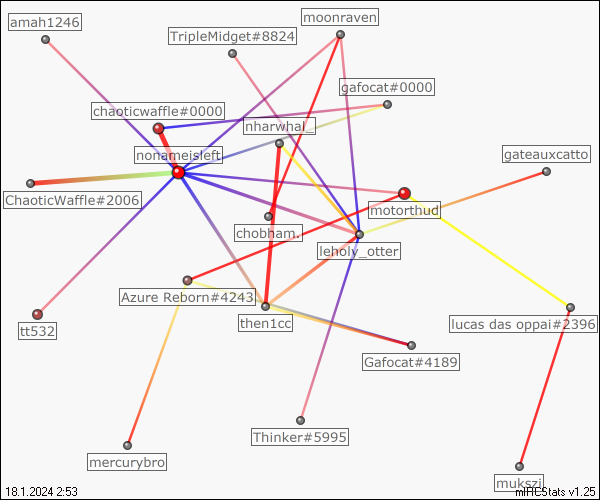 amah1246
moonraven
TripleMidget#8824
gafocat#0000
chaoticwaffle#0000
nharwhal_
nonameisleft
gateauxcatto
ChaoticWaffle#2006
motorthud
chobham.
leholy_otter
Azure Reborn#4243
then1cc
lucas das oppai#2396
tt532
Gafocat#4189
Thinker#5995
mercurybro
mukszi
18.1.2024 2:53
mIRCStats v1.25